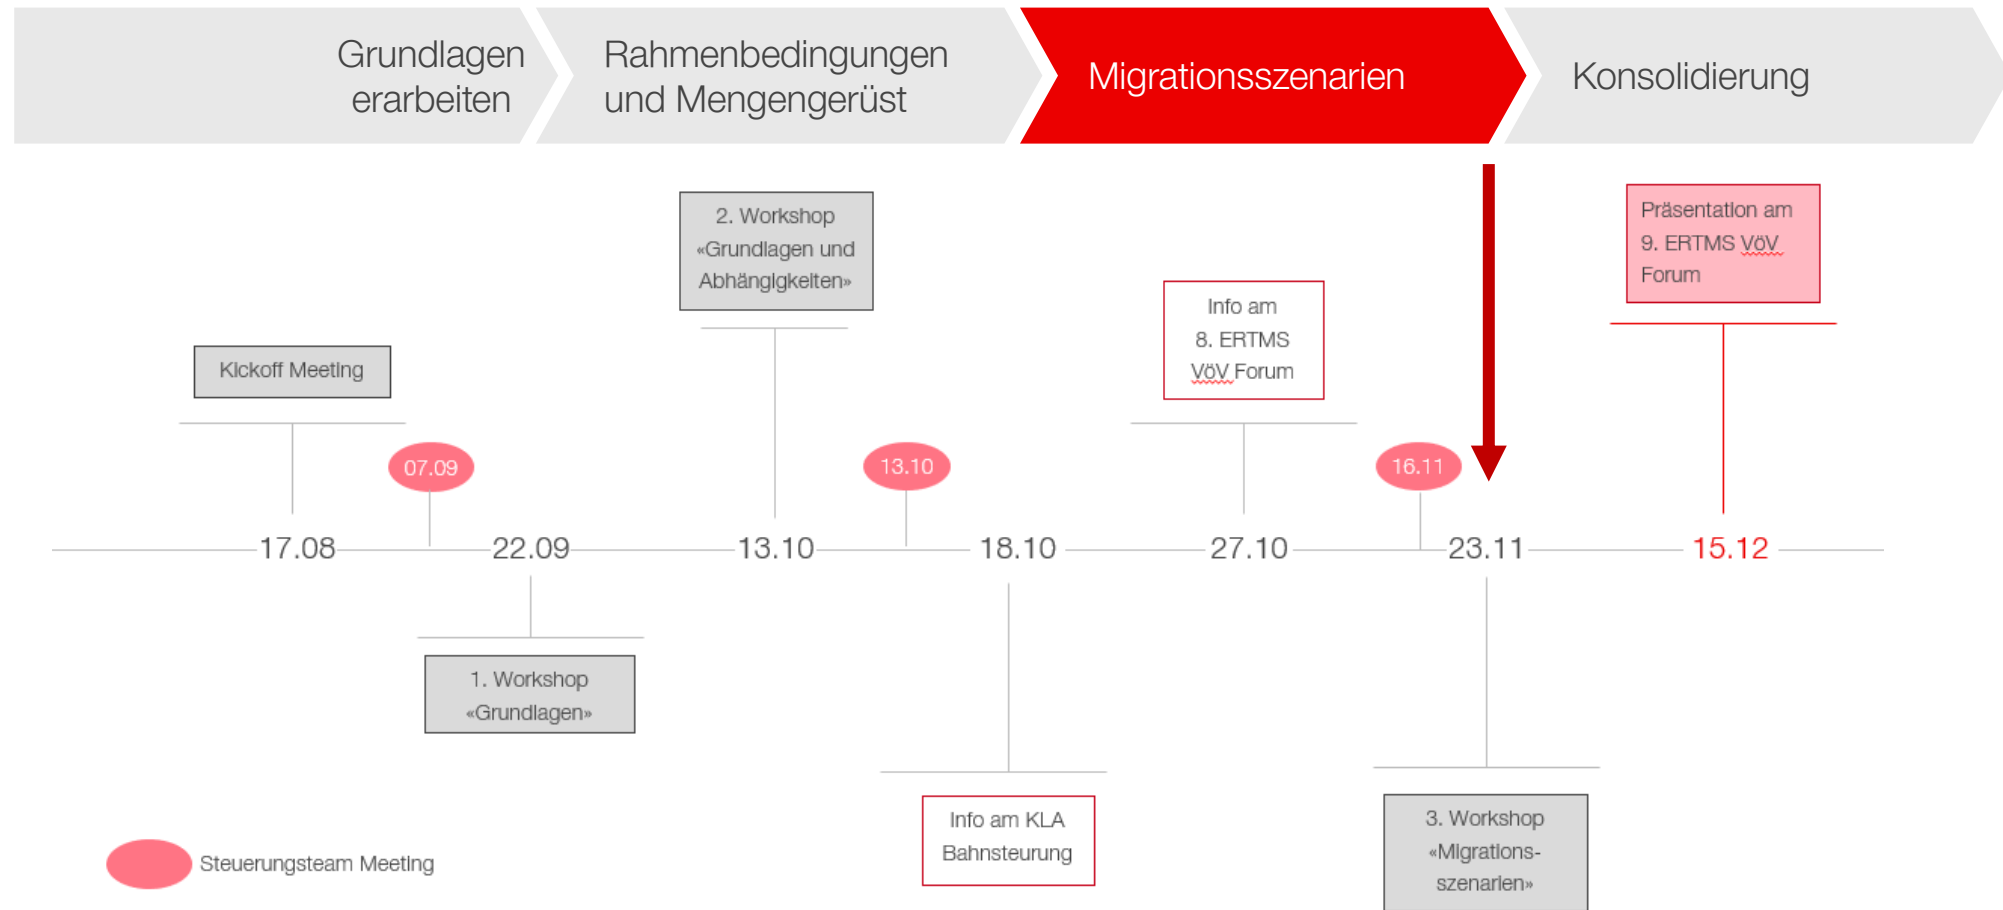 Grundlagen
erarbeiten
Rahmenbedingungen
und Mengengerüst
Migrationsszenarien
Konsolidierung
2. Workshop
«Grundlagen und
Abhängigkeiten»
Präsentation am
9. ERTMS VöV
Forum
Info am
8. ERTMS
VöV Forum
Kickoff Meeting
07.09
13.10
16.11
17.08
22.09
13.10
18.10
27.10
23.11
15.12
1. Workshop
«Grundlagen»
Info am KLA
Bahnsteurung
3. Workshop
«Migrations-
szenarien»
Steuerungsteam Meeting